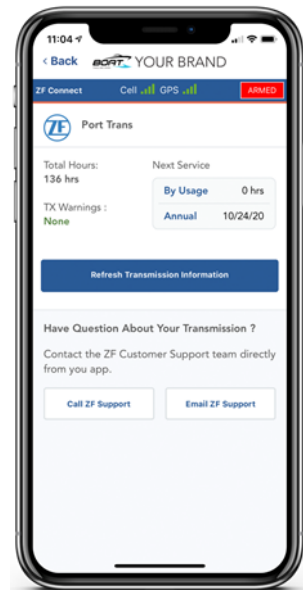 11:04
< Back BOAT YOUR BRAND
ZF Connect Cell GPS ARMED
ZF Port Trans
Total Hours:
136 hrs
Next Service
By Usage 0 hrs
Annual 10/24/20
TX Warnings :
None
Refresh Transmission Information
Have Question About Your Transmission ?
Contact the ZF Customer Support team directly
from you app.
Call ZF Support Email ZF Support